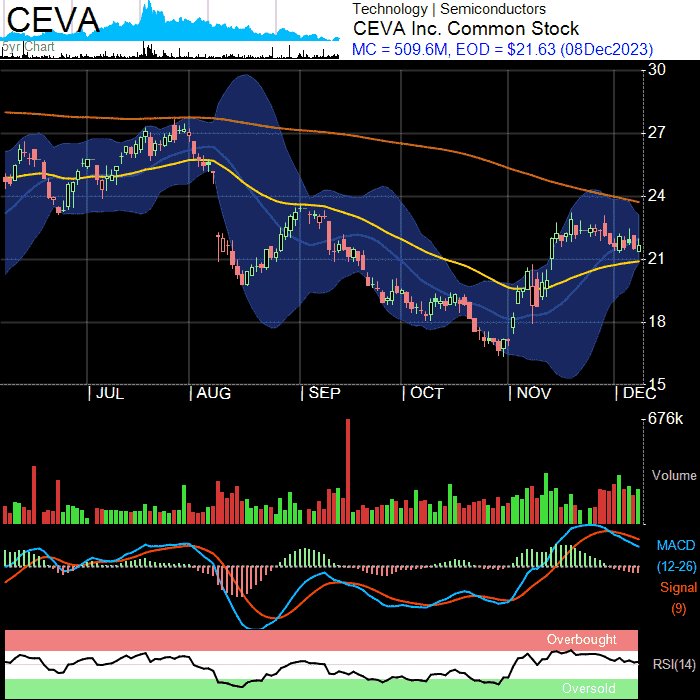 CEVA
5yr Chart
Technology | Semiconductors
CEVA Inc. Common Stock
MC = 509.6M, EOD = $21.63 (08Dec2023)
30
27
24
21
18
15
JUL
AUG
SEP
OCT
NOV
DEC
676k
Volume
MACD
(12-26)
Signal
(9)
Overbought
RSI(14)
Oversold